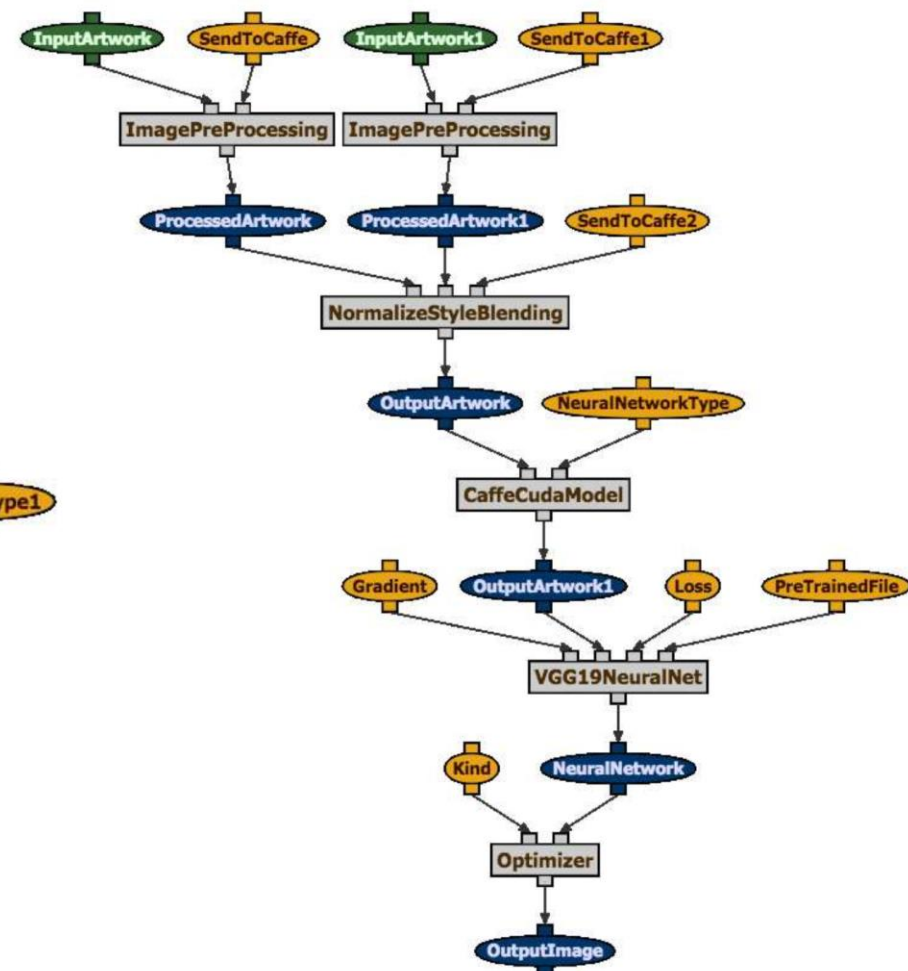 InputArtwork
SendToCaffe
InputArtwork1
SendToCaffe1
ImagePreProcessing
ImagePreProcessing
ProcessedArtwork
ProcessedArtwork1
SendToCaffe2
NormalizeStyleBlending
OutputArtwork
NeuralNetworkType
CaffeCudaModel
ype1
Gradient
OutputArtwork1
Loss
PreTrainedFile
VGG19NeuralNet
Kind
NeuralNetwork
Optimizer
OutputImage